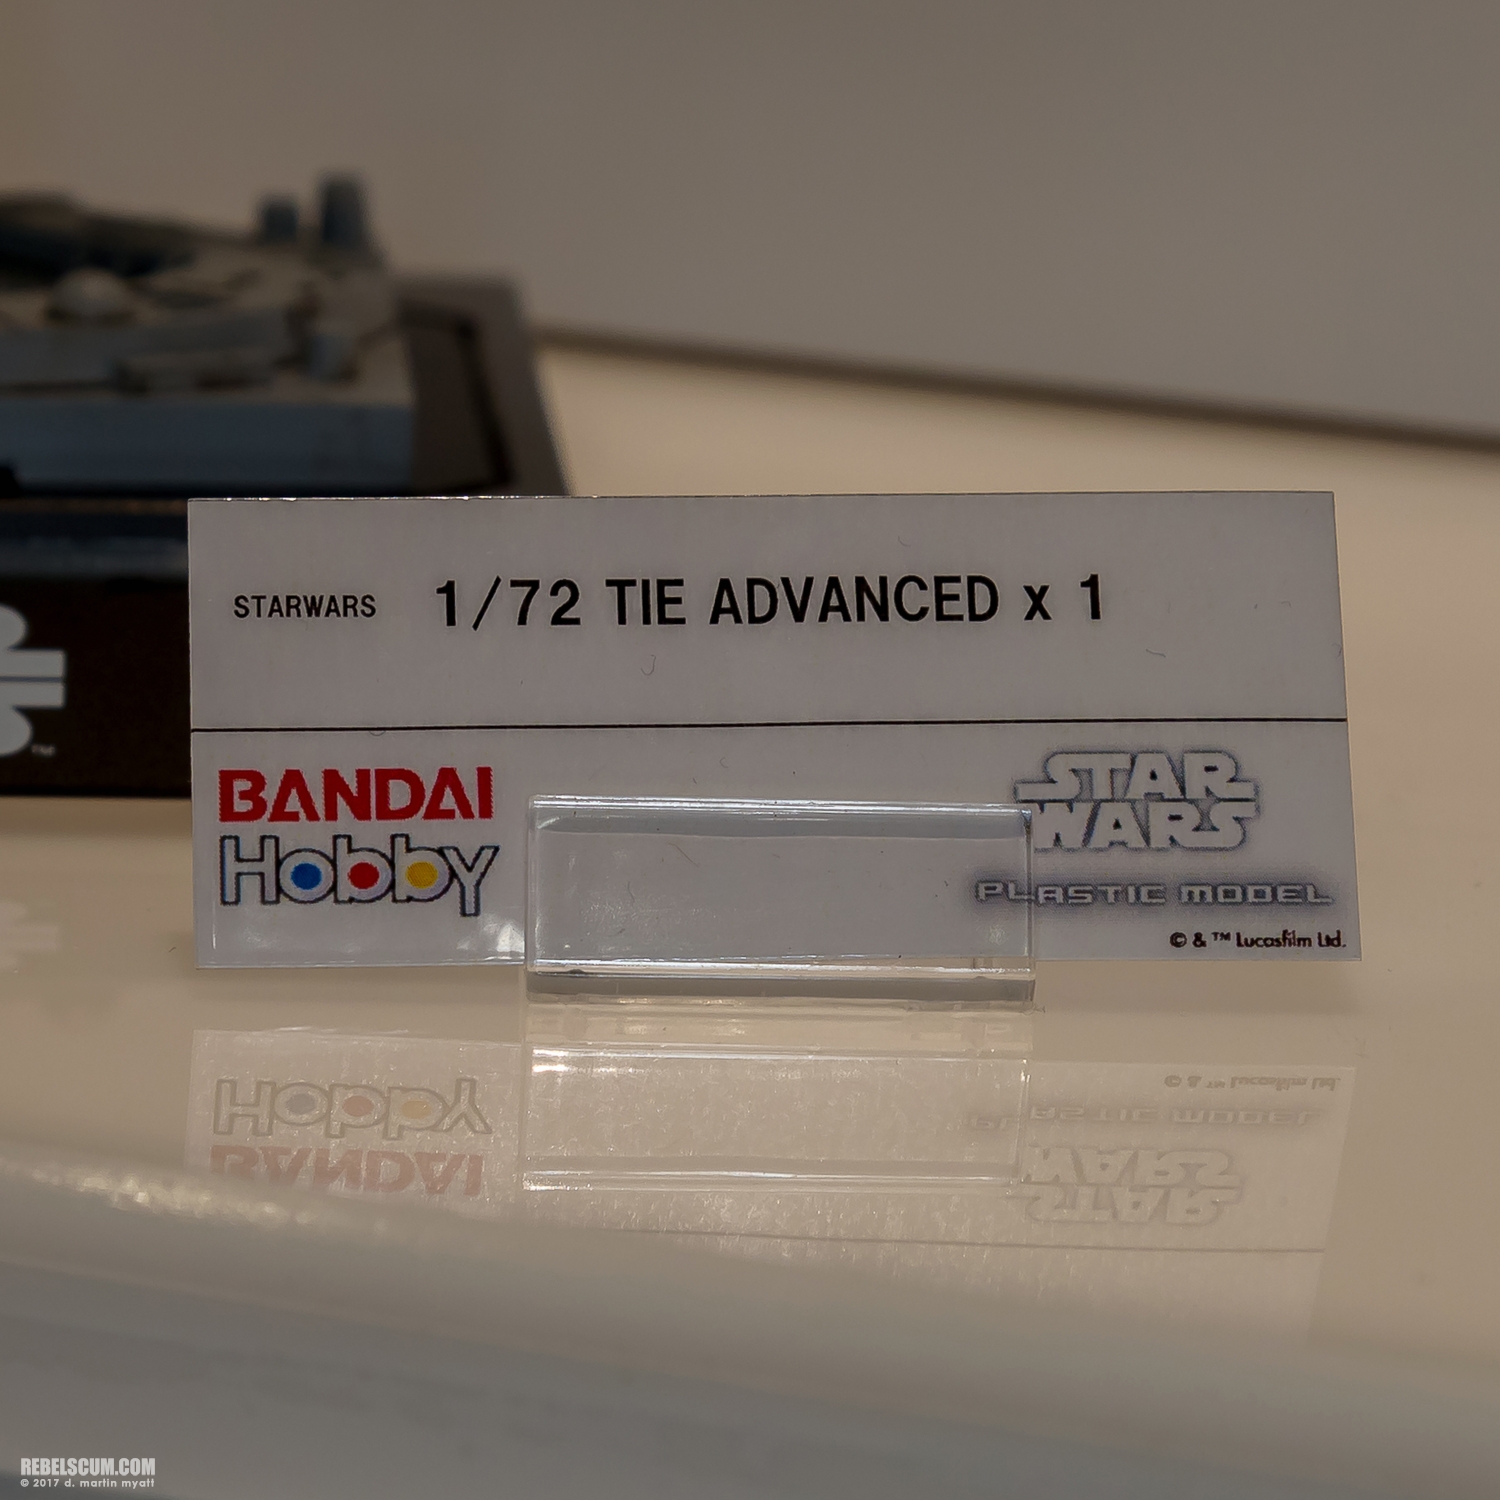 STARWARS 1/72 TIE ADVANCED x 1
BANDAI
Hobby
STAR
WARS
PLASTIC MODEL
© & ™ Lucasfilm Ltd.
™
REBELSCUM.COM
© 2017 d. martin myatt